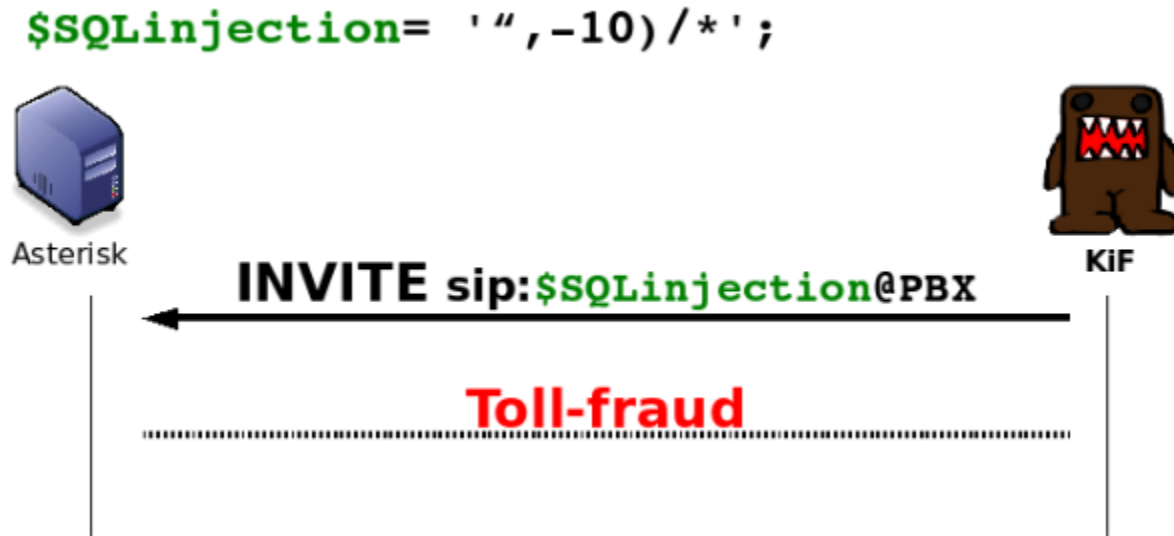 $SQLinjection= '“,-10)/*';
Asterisk
KiF
INVITE sip:$SQLinjection@PBX
Toll-fraud